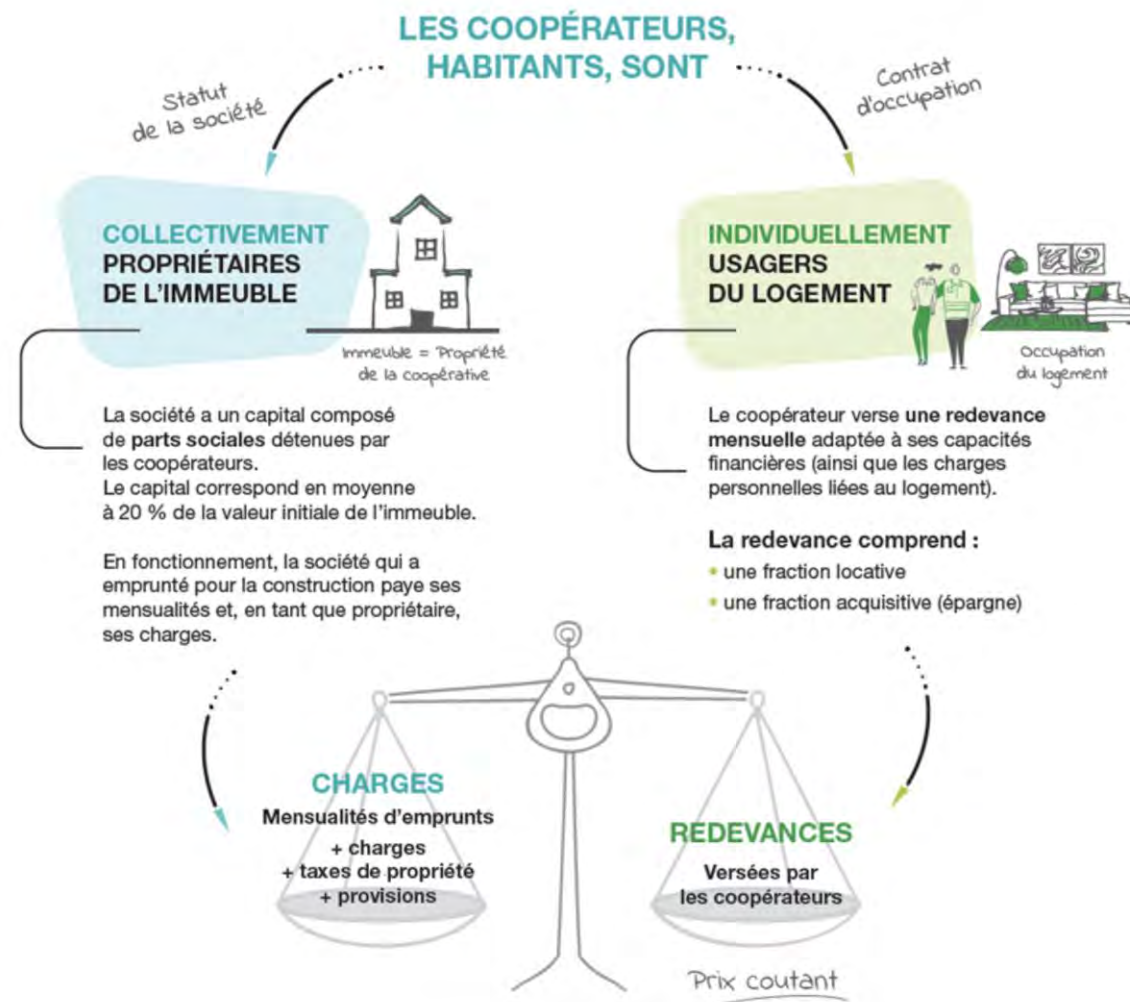 LES COOPÉRATEURS,
HABITANTS, SONT
Statut
de la société
Contrat
d'occupation
COLLECTIVEMENT
PROPRIÉTAIRES
DE L'IMMEUBLE
Immeuble = Propriété
de la coopérative
La société a un capital composé
de parts sociales détenues par
les coopérateurs.
Le capital correspond en moyenne
à 20 % de la valeur initiale de l'immeuble.
En fonctionnement, la société qui a
emprunté pour la construction paye ses
mensualités et, en tant que propriétaire,
ses charges.
INDIVIDUELLEMENT
USAGERS
DU LOGEMENT
Occupation
du logement
Le coopérateur verse une redevance
mensuelle adaptée à ses capacités
financières (ainsi que les charges
personnelles liées au logement).
La redevance comprend :
• une fraction locative
• une fraction acquisitive (épargne)
CHARGES
Mensualités d'emprunts
+ charges
+ taxes de propriété
+ provisions
REDEVANCES
Versées par
les coopérateurs
Prix coutant